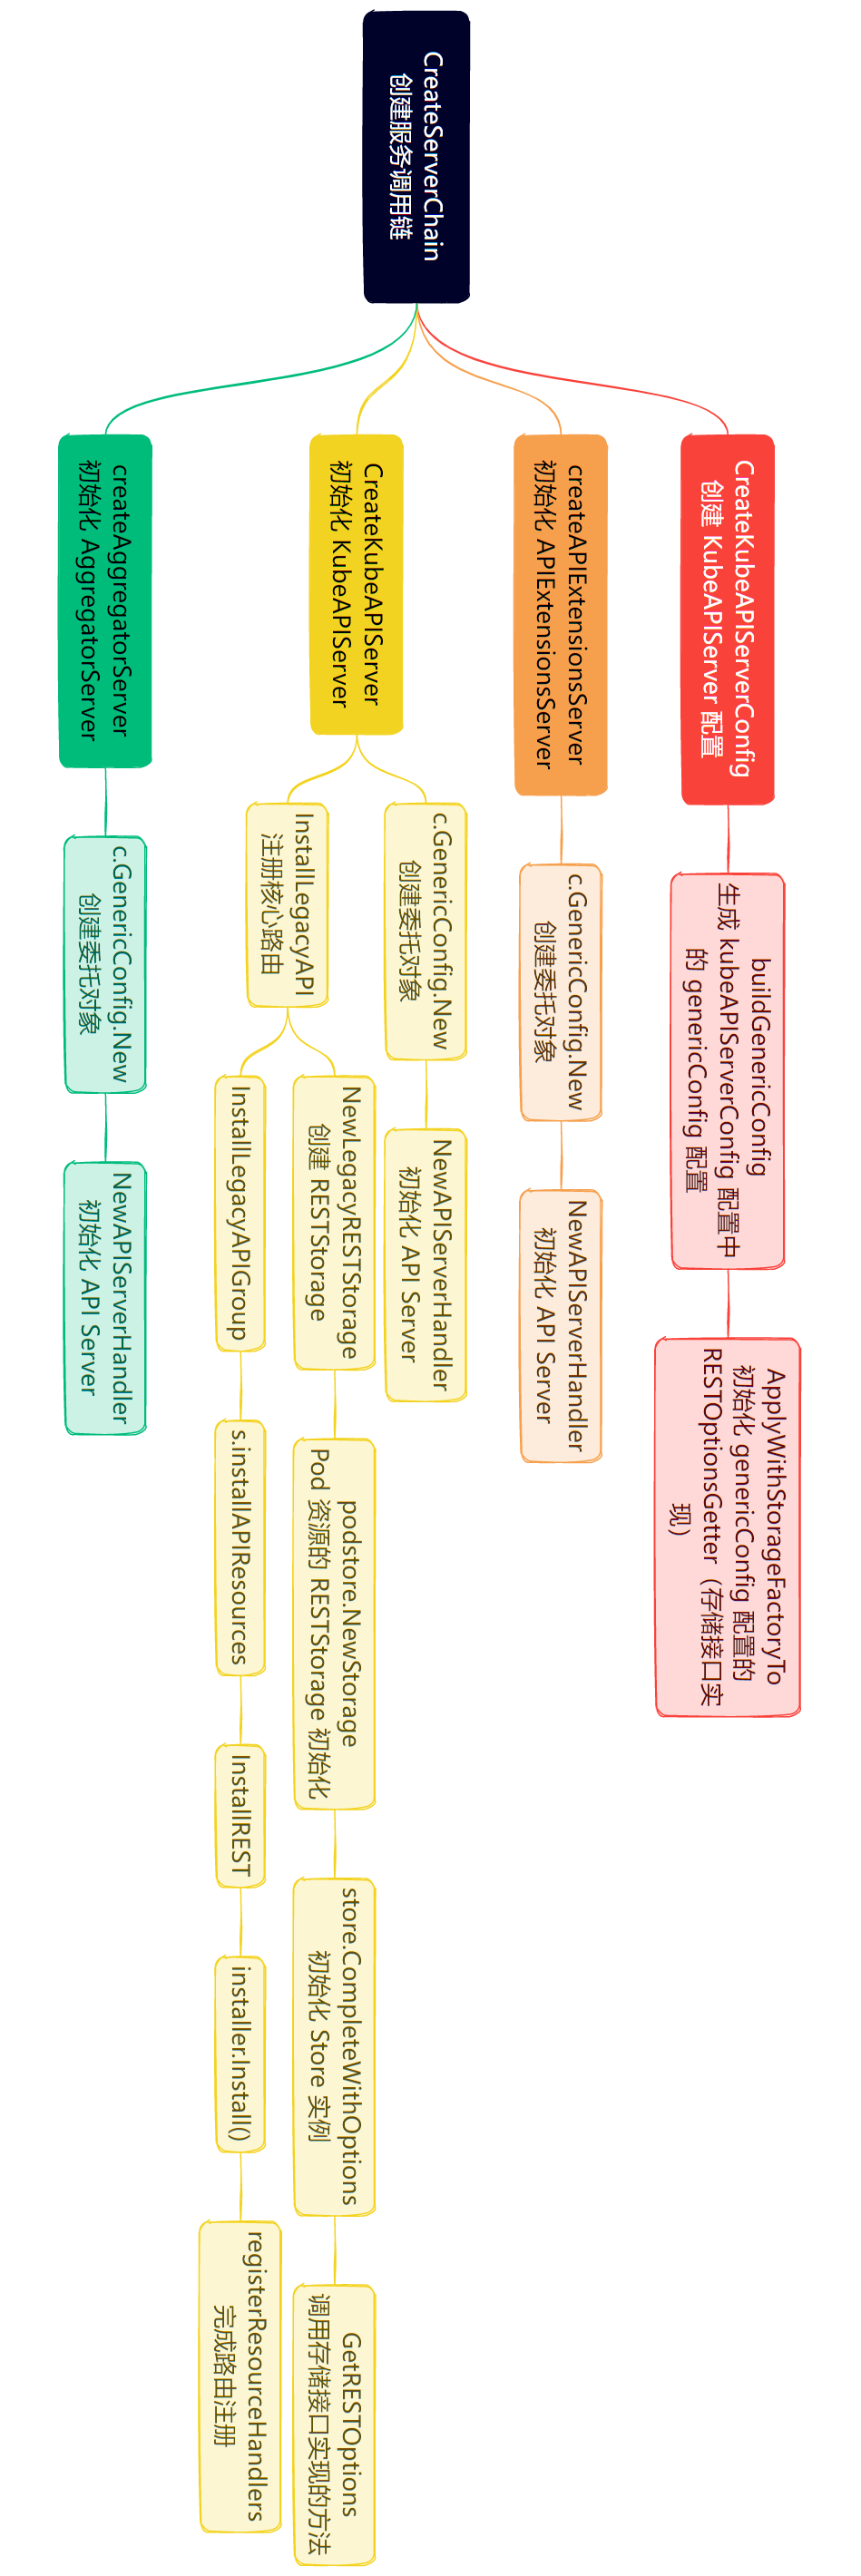 CreateServerChain
创建服务调用链
CreateKubeAPIServerConfig
创建 KubeAPIServer 配置
buildGenericConfig
生成 kubeAPIServerConfig 配置中
的 genericConfig 配置
ApplyWithStorageFactoryTo
初始化 genericConfig 配置的
RESTOptionsGetter（存储接口实
现）
createAPIExtensionsServer
初始化 APIExtensionsServer
c.GenericConfig.New
创建委托对象
NewAPIServerHandler
初始化 API Server
CreateKubeAPIServer
初始化 KubeAPIServer
c.GenericConfig.New
创建委托对象
NewAPIServerHandler
初始化 API Server
InstallLegacyAPI
注册核心路由
NewLegacyRESTStorage
创建 RESTStorage
podstore.NewStorage
Pod 资源的 RESTStorage 初始化
store.CompleteWithOptions
初始化 Store 实例
GetRESTOptions
调用存储接口实现的方法
InstallLegacyAPIGroup
s.installAPIResources
InstallREST
installer.Install()
registerResourceHandlers
完成路由注册
createAggregatorServer
初始化 AggregatorServer
c.GenericConfig.New
创建委托对象
NewAPIServerHandler
初始化 API Server